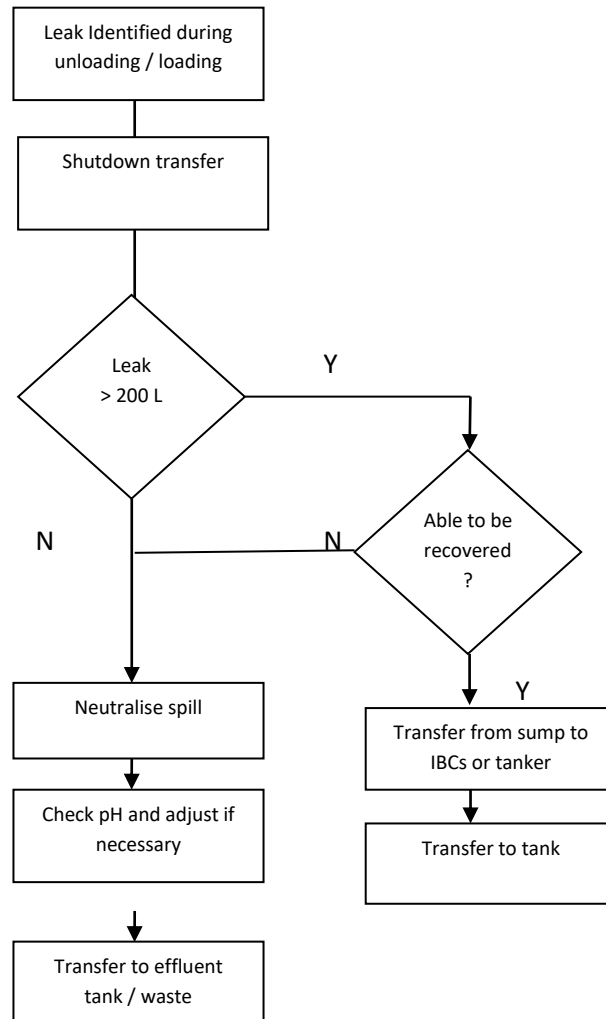 Leak Identified during
unloading / loading
Shutdown transfer
Leak
> 200 L
Y
N
N
Able to be
recovered
?
Y
Neutralise spill
Transfer from sump to
IBCs or tanker
Check pH and adjust if
necessary
Transfer to tank
Transfer to effluent
tank / waste